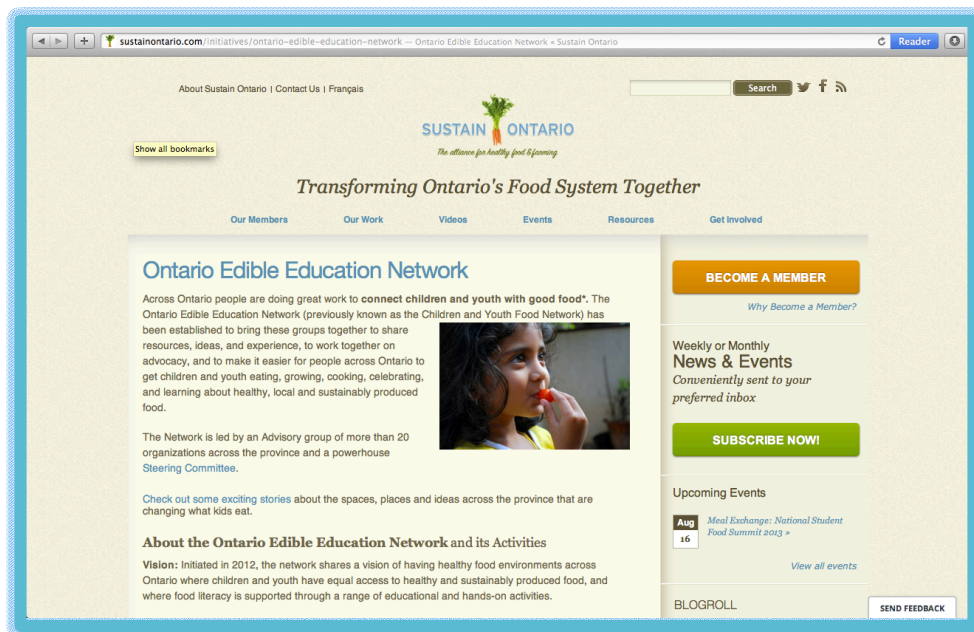 sustainontario.com/initiatives/ontario-edible-education-network — Ontario Edible Education Network « Sustain Ontario
Reader
About Sustain Ontario | Contact Us | Français
Search
SUSTAIN ONTARIO
The alliance for healthy food & farming
Show all bookmarks
Transforming Ontario's Food System Together
Our Members Our Work Videos Events Resources Get Involved
Ontario Edible Education Network
Across Ontario people are doing great work to connect children and youth with good food*. The
Ontario Edible Education Network (previously known as the Children and Youth Food Network) has
been established to bring these groups together to share
resources, ideas, and experience, to work together on
advocacy, and to make it easier for people across Ontario to
get children and youth eating, growing, cooking, celebrating,
and learning about healthy, local and sustainably produced
food.
The Network is led by an Advisory group of more than 20
organizations across the province and a powerhouse
Steering Committee.
Check out some exciting stories about the spaces, places and ideas across the province that are
changing what kids eat.
About the Ontario Edible Education Network and its Activities
Vision: Initiated in 2012, the network shares a vision of having healthy food environments across
Ontario where children and youth have equal access to healthy and sustainably produced food, and
where food literacy is supported through a range of educational and hands-on activities.
BECOME A MEMBER
Why Become a Member?
Weekly or Monthly
News & Events
Conveniently sent to your
preferred inbox
SUBSCRIBE NOW!
Upcoming Events
Aug
16
Meal Exchange: National Student
Food Summit 2013 »
View all events
BLOGROLL
SEND FEEDBACK